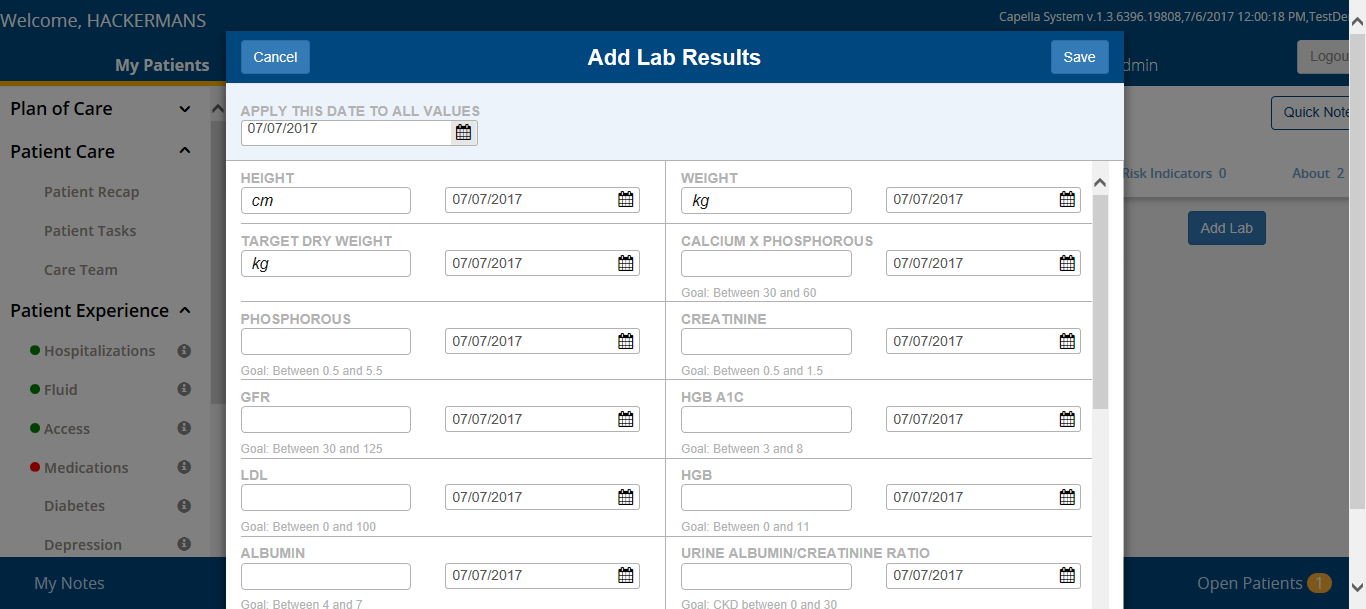 Welcome, HACKERMANS
Capella System v.1.3.6396.19808,7/6/2017 12:00:18 PM,TestDe
My Patients
dmin
Logou
Cancel
Add Lab Results
Save
Plan of Care
Patient Care
Patient Recap
Patient Tasks
Care Team
Patient Experience
Hospitalizations
Fluid
Access
Medications
Diabetes
Depression
APPLY THIS DATE TO ALL VALUES
07/07/2017
Quick Note
Risk Indicators 0
About 2
Add Lab
HEIGHT
cm
07/07/2017
WEIGHT
kg
07/07/2017
TARGET DRY WEIGHT
kg
07/07/2017
CALCIUM X PHOSPHOROUS
07/07/2017
Goal: Between 30 and 60
PHOSPHOROUS
07/07/2017
Goal: Between 0.5 and 5.5
CREATININE
07/07/2017
Goal: Between 0.5 and 1.5
GFR
07/07/2017
Goal: Between 30 and 125
HGB A1C
07/07/2017
Goal: Between 3 and 8
LDL
07/07/2017
Goal: Between 0 and 100
HGB
07/07/2017
Goal: Between 0 and 11
ALBUMIN
07/07/2017
Goal: Between 4 and 7
URINE ALBUMIN/CREATININE RATIO
07/07/2017
Goal: CKD between 0 and 30
My Notes
Open Patients 1